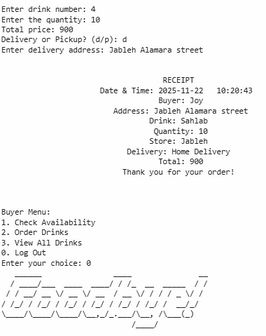 Enter drink number: 4
Enter the quantity: 10
Total price: 900
Delivery or Pickup? (d/p): d
Enter delivery address: Jableh Alamara street
RECEIPT
Date & Time: 2025-11-22 10:20:43
Buyer: Joy
Address: Jableh Alamara street
Drink: Sahlab
Quantity: 10
Store: Jableh
Delivery: Home Delivery
Total: 900
Thank you for your order!
Buyer Menu:
1. Check Availability
2. Order Drinks
3. View All Drinks
0. Log Out
Enter your choice: 0
Goodbye!